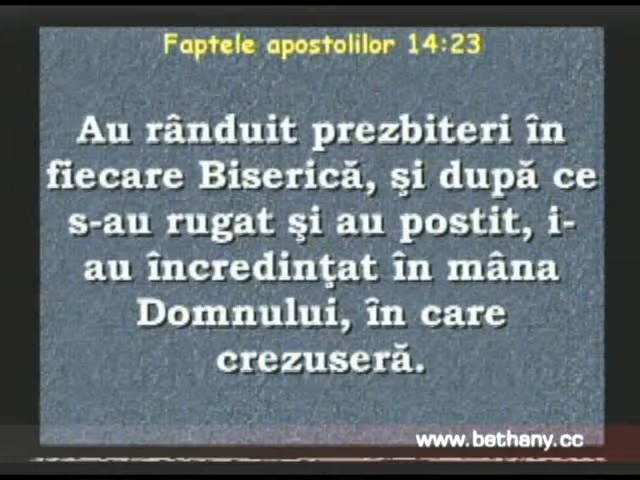 Faptele apostolilor 14:23
Au rânduit prezbiteri în
fiecare Biserică, şi după ce
s-au rugat şi au postit, i-
au încredinţat în mâna
Domnului, în care
crezuseră.
www.bethany.cc